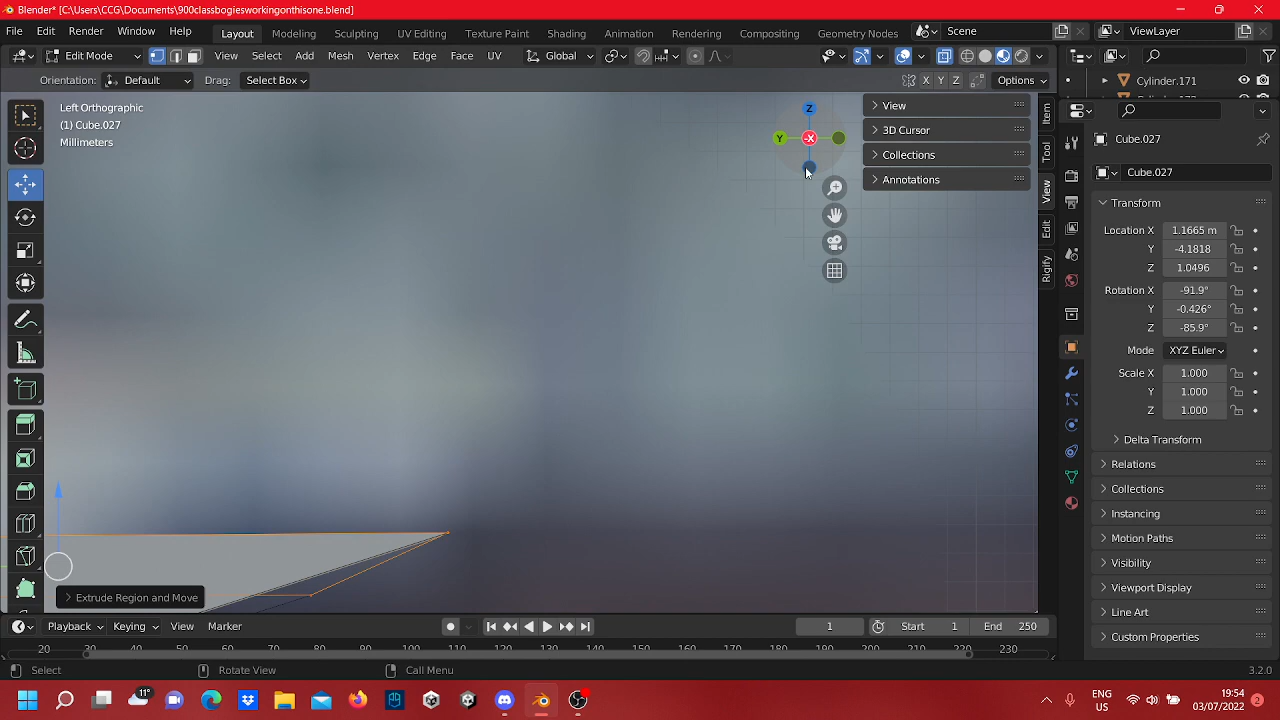 Blender* [C:\Users\CCG\Documents\900classbogiesworkingonthisone.blend]
File Edit Render Window Help Layout Modeling Sculpting UV Editing Texture Paint Shading Animation Rendering Compositing Geometry Nodes Scene ViewLayer
Edit Mode View Select Add Mesh Vertex Edge Face UV Global
Orientation: Default Drag: Select Box X Y Z Options
Cylinder.171
Left Orthographic
(1) Cube.027
Millimeters
Z
Y
-X
View
3D Cursor
Collections
Annotations
Item
Tool
View
Edit
Rigify
Cube.027
Cube.027
Transform
Location X 1.1665 m
Y -4.1818
Z 1.0496
Rotation X -91.9°
Y -0.426°
Z -85.9°
Mode XYZ Euler
Scale X 1.000
Y 1.000
Z 1.000
Delta Transform
Relations
Collections
Instancing
Motion Paths
Visibility
Viewport Display
Line Art
Custom Properties
Extrude Region and Move
Playback Keying View Marker 1 Start 1 End 250
20 30 40 50 60 70 80 90 100 110 120 130 140 150 160 170 180 190 200 210 220 230
Select Rotate View Call Menu 3.2.0
11°
ENG
US
19:54
03/07/2022
2